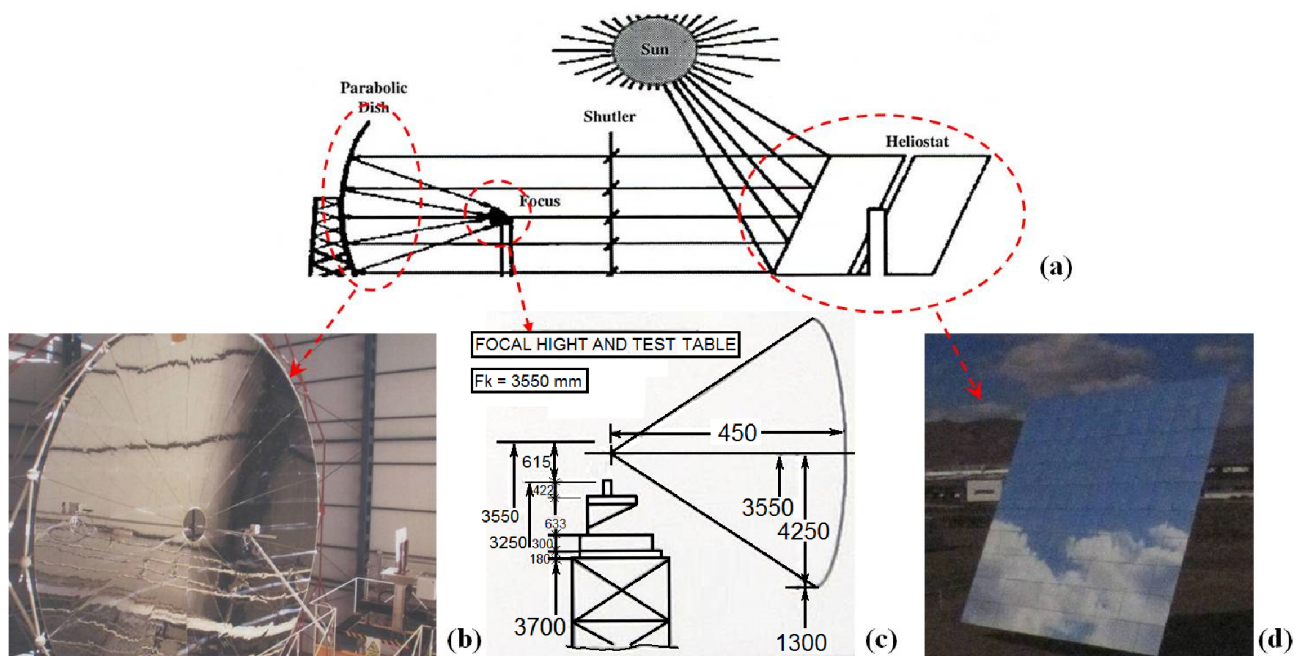 Sun
Parabolic
Dish
Shutler
Heliostat
Focus
(a)
FOCAL HIGHT AND TEST TABLE
Fk = 3550 mm
450
615
422
3550
3550
4250
633
3250
300
180
3700
1300
(b)
(c)
(d)